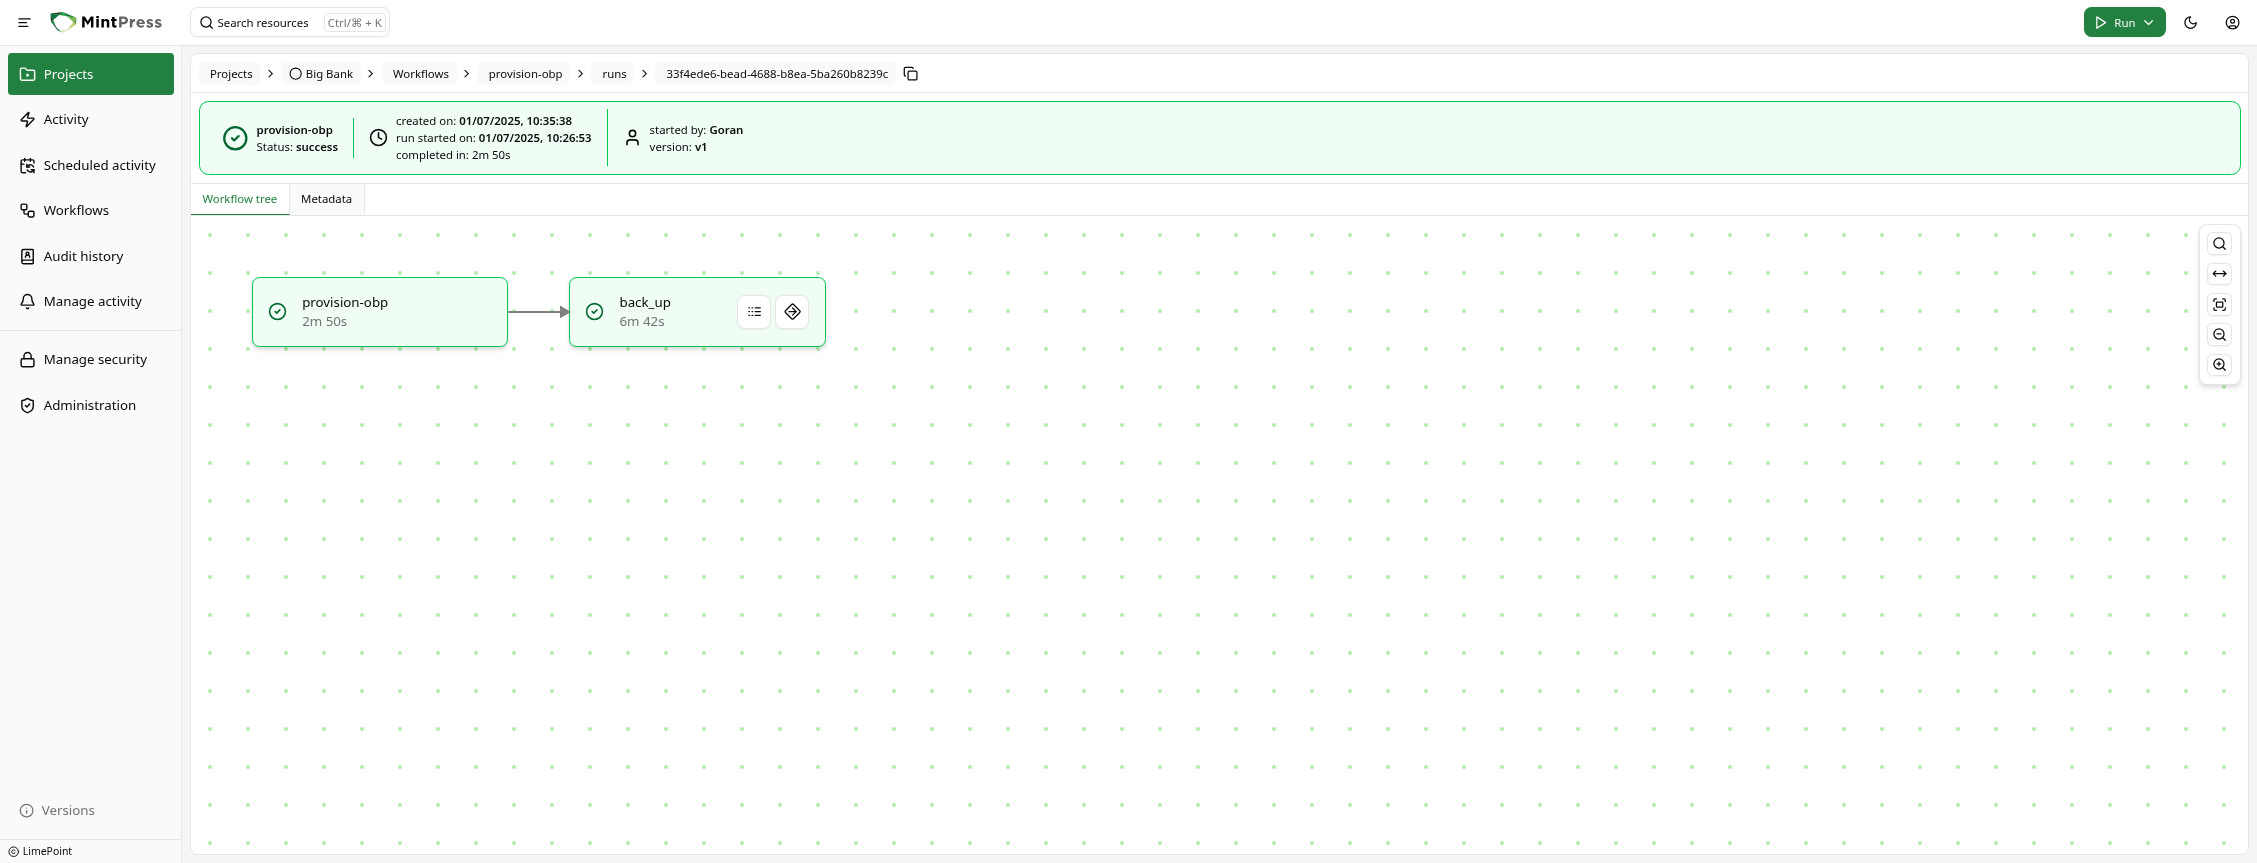 MintPress
Search resources Ctrl/⌘ + K
Run
Projects
Activity
Scheduled activity
Workflows
Audit history
Manage activity
Manage security
Administration
Versions
LimePoint
Projects Big Bank Workflows provision-obp runs 33f4ede6-bead-4688-b8ea-5ba260b8239c
provision-obp
Status: success
created on: 01/07/2025, 10:35:38
run started on: 01/07/2025, 10:26:53
completed in: 2m 50s
started by: Goran
version: v1
Workflow tree Metadata
provision-obp
2m 50s
back_up
6m 42s